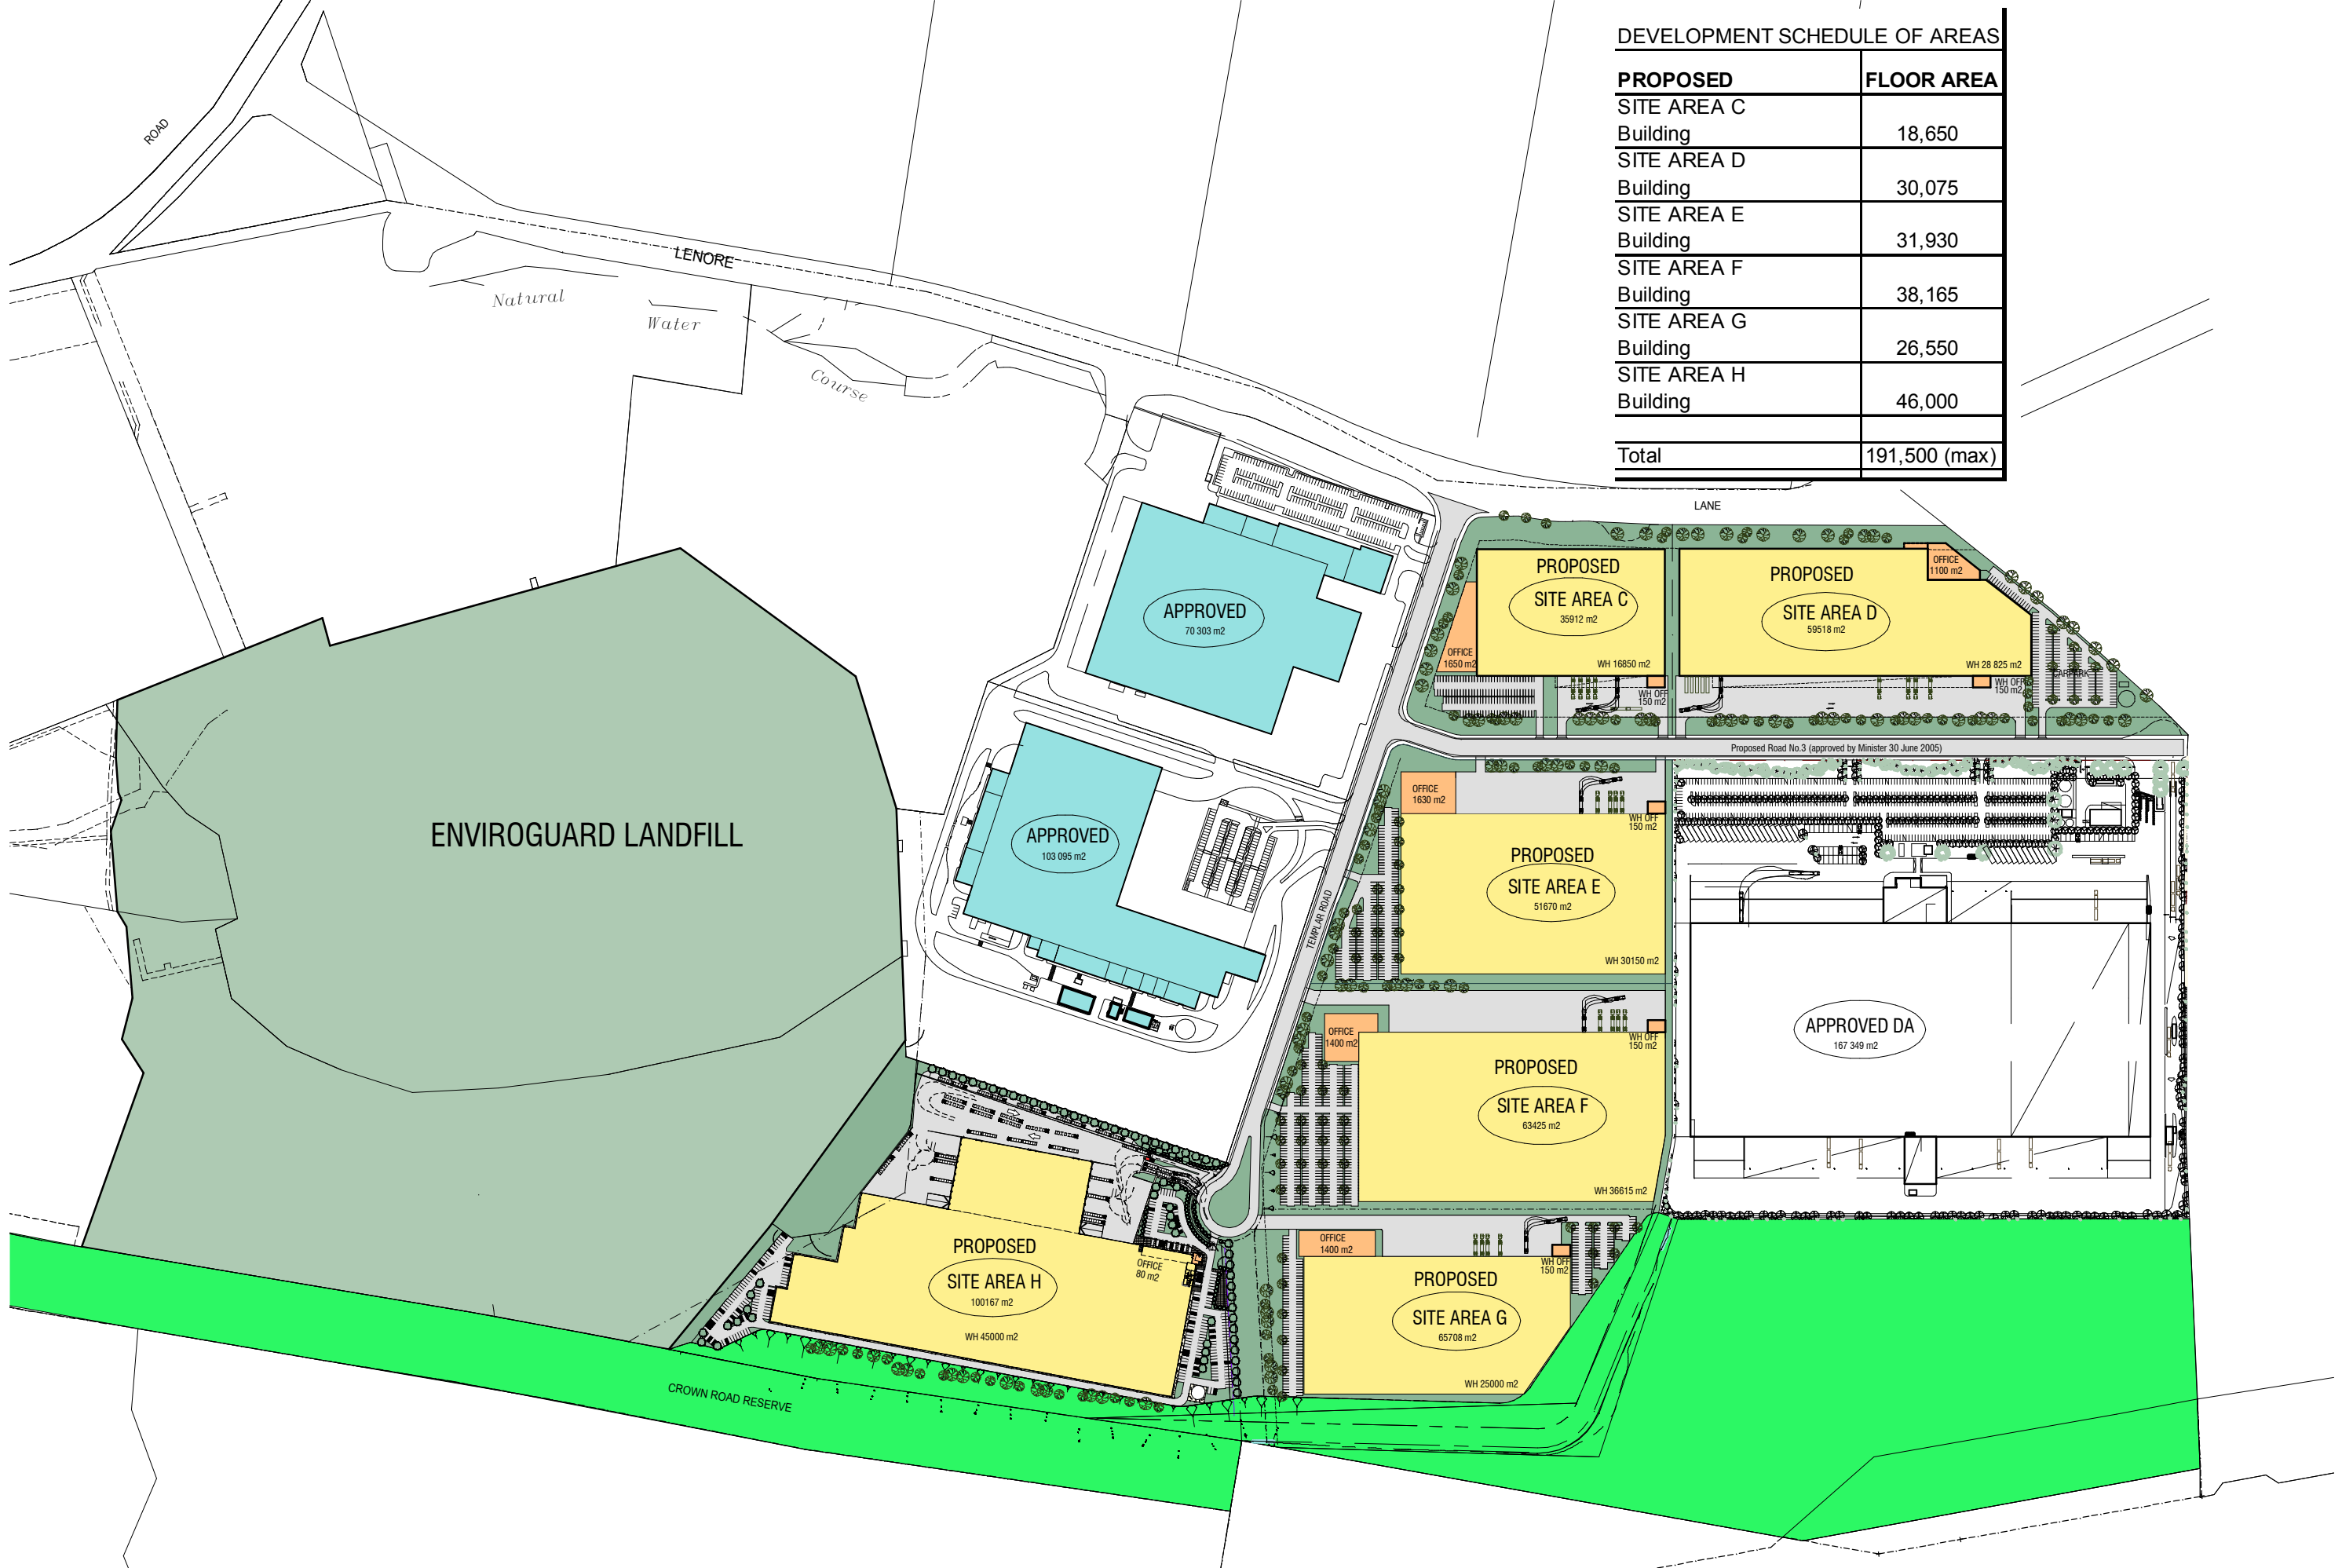 DEVELOPMENT SCHEDULE OF AREAS
PROPOSED FLOOR AREA
SITE AREA C
Building 18,650
SITE AREA D
Building 30,075
SITE AREA E
Building 31,930
SITE AREA F
Building 38,165
SITE AREA G
Building 26,550
SITE AREA H
Building 46,000
Total 191,500 (max)
ROAD
LENORE
Natural
Water
Course
LANE
APPROVED
70 303 m2
PROPOSED
SITE AREA C
35912 m2
OFFICE
1650 m2
WH 16850 m2
WH OFF
150 m2
PROPOSED
SITE AREA D
59518 m2
OFFICE
1100 m2
WH 28 825 m2
WH OFF
150 m2
CARPARK
Proposed Road No.3 (approved by Minister 30 June 2005)
ENVIROGUARD LANDFILL
APPROVED
103 095 m2
TEMPLAR ROAD
OFFICE
1630 m2
WH OFF
150 m2
PROPOSED
SITE AREA E
51670 m2
WH 30150 m2
APPROVED DA
167 349 m2
OFFICE
1400 m2
WH OFF
150 m2
PROPOSED
SITE AREA F
63425 m2
WH 36615 m2
PROPOSED
SITE AREA H
100167 m2
OFFICE
80 m2
WH 45000 m2
OFFICE
1400 m2
WH OFF
150 m2
PROPOSED
SITE AREA G
65708 m2
WH 25000 m2
CROWN ROAD RESERVE